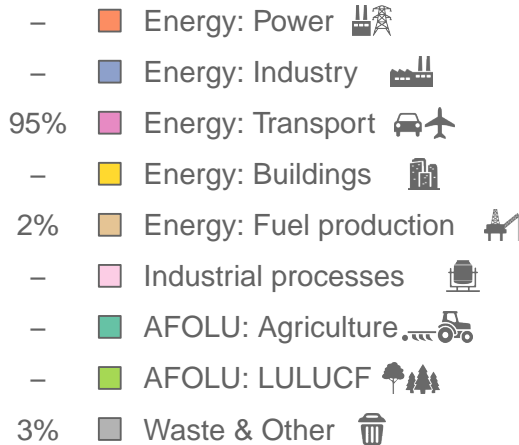 – Energy: Power
– Energy: Industry
95% Energy: Transport
– Energy: Buildings
2% Energy: Fuel production
– Industrial processes
– AFOLU: Agriculture
– AFOLU: LULUCF
3% Waste & Other